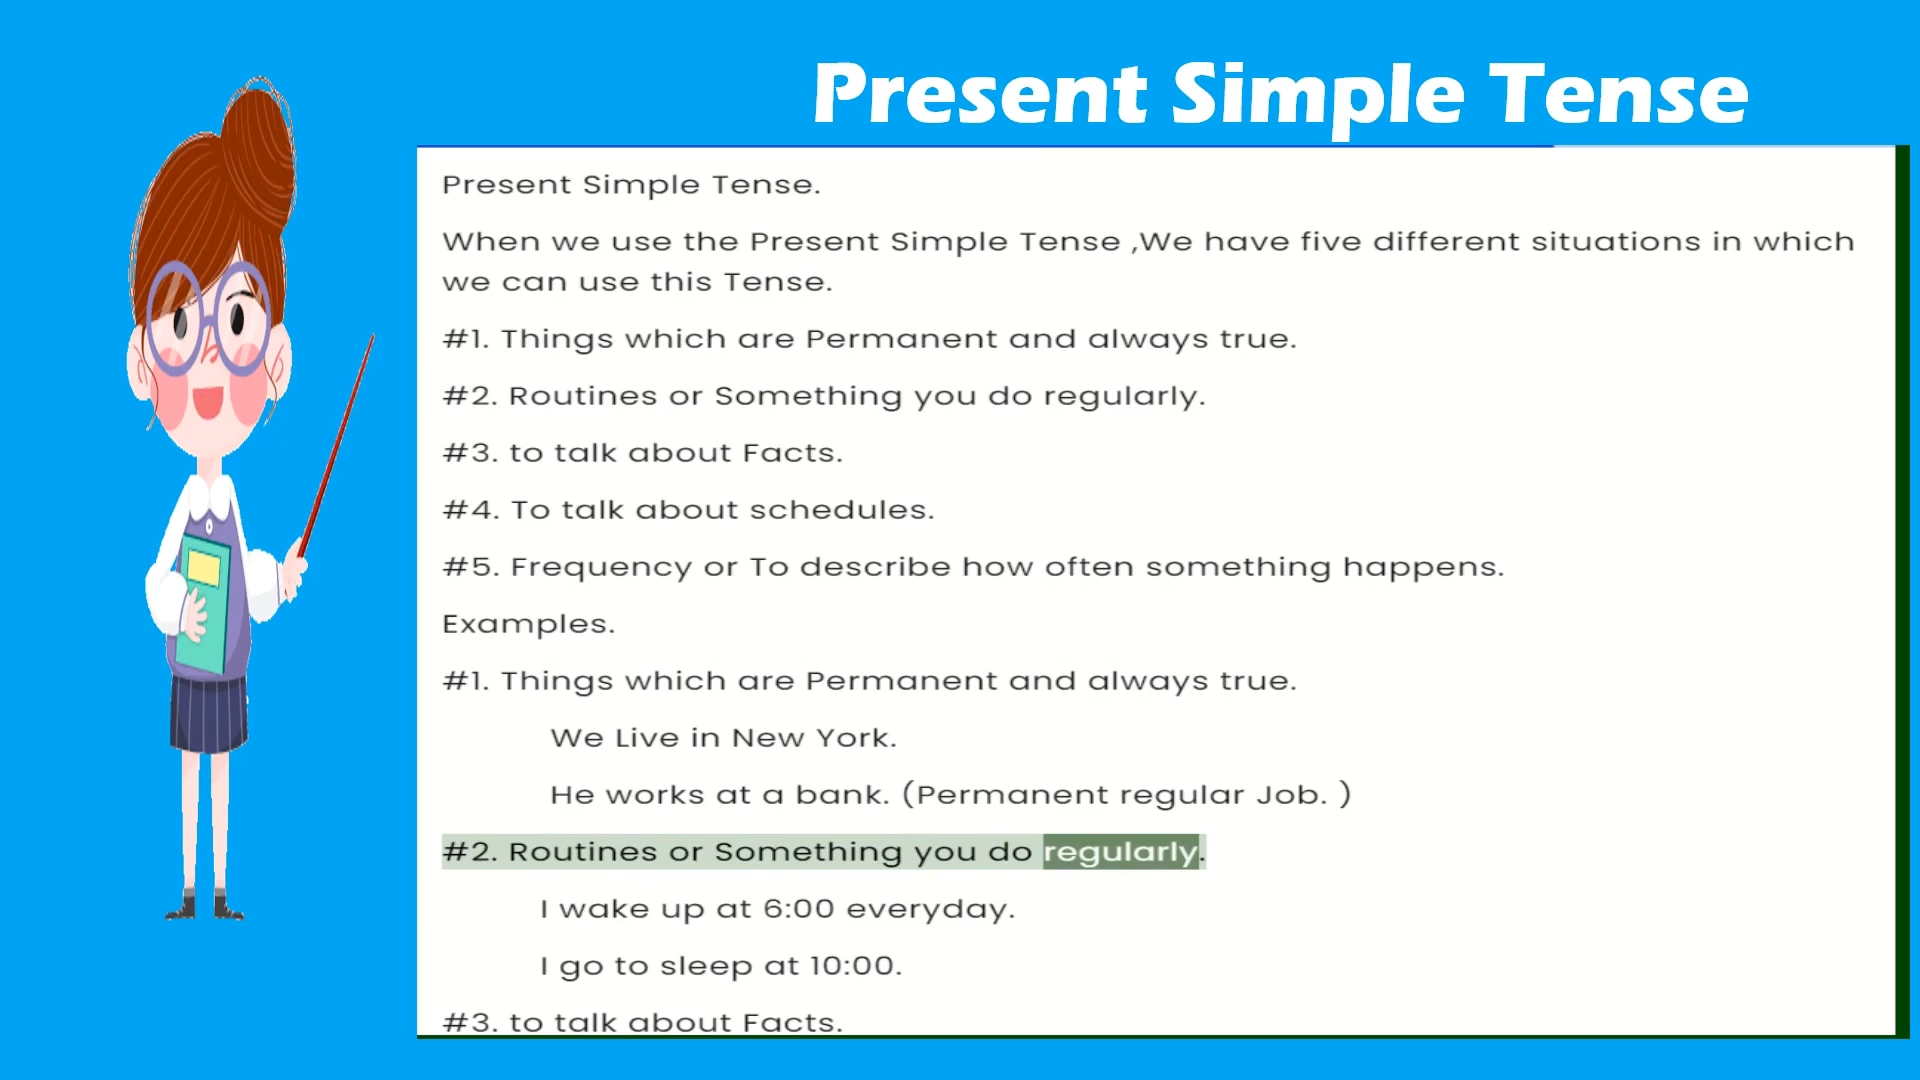 Present Simple Tense
Present Simple Tense.
When we use the Present Simple Tense ,We have five different situations in which
we can use this Tense.
#1. Things which are Permanent and always true.
#2. Routines or Something you do regularly.
#3. to talk about Facts.
#4. To talk about schedules.
#5. Frequency or To describe how often something happens.
Examples.
#1. Things which are Permanent and always true.
We Live in New York.
He works at a bank. (Permanent regular Job. )
#2. Routines or Something you do regularly.
I wake up at 6:00 everyday.
I go to sleep at 10:00.
#3. to talk about Facts.